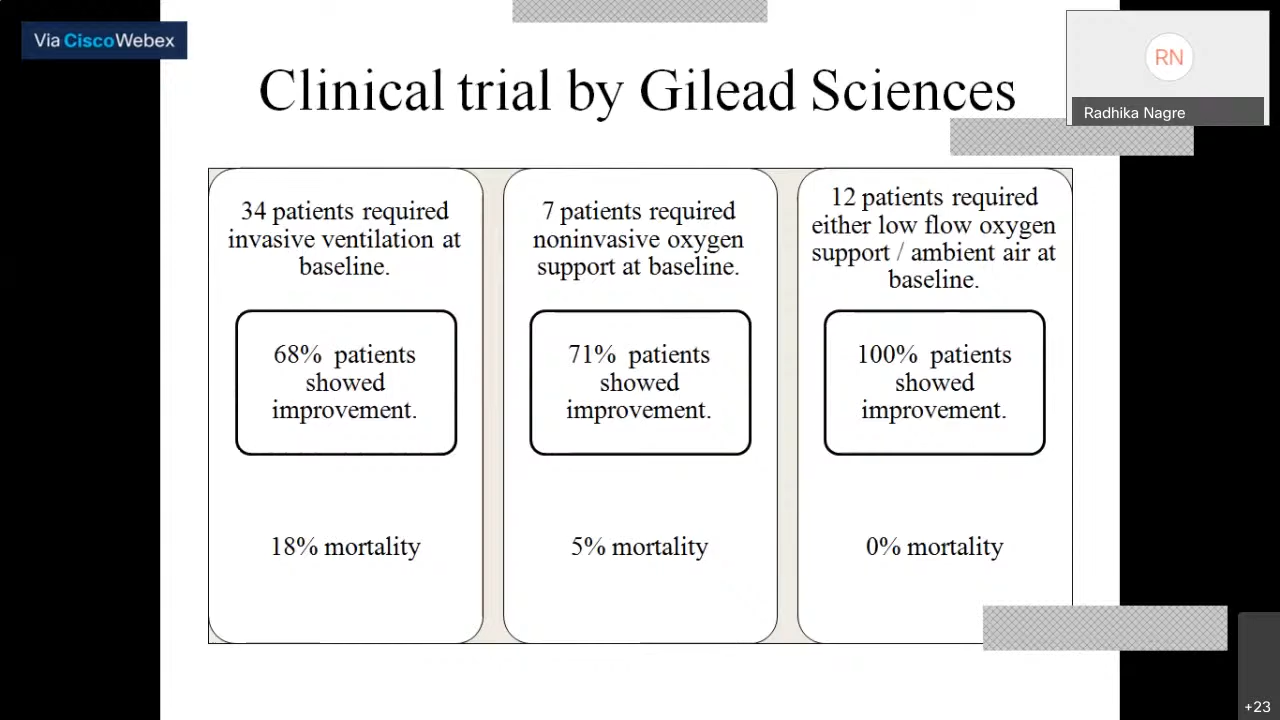 Via CiscoWebex
RN
Radhika Nagre
Clinical trial by Gilead Sciences
34 patients required
invasive ventilation at
baseline.
68% patients
showed
improvement.
18% mortality
7 patients required
noninvasive oxygen
support at baseline.
71% patients
showed
improvement.
5% mortality
12 patients required
either low flow oxygen
support / ambient air at
baseline.
100% patients
showed
improvement.
0% mortality
+23